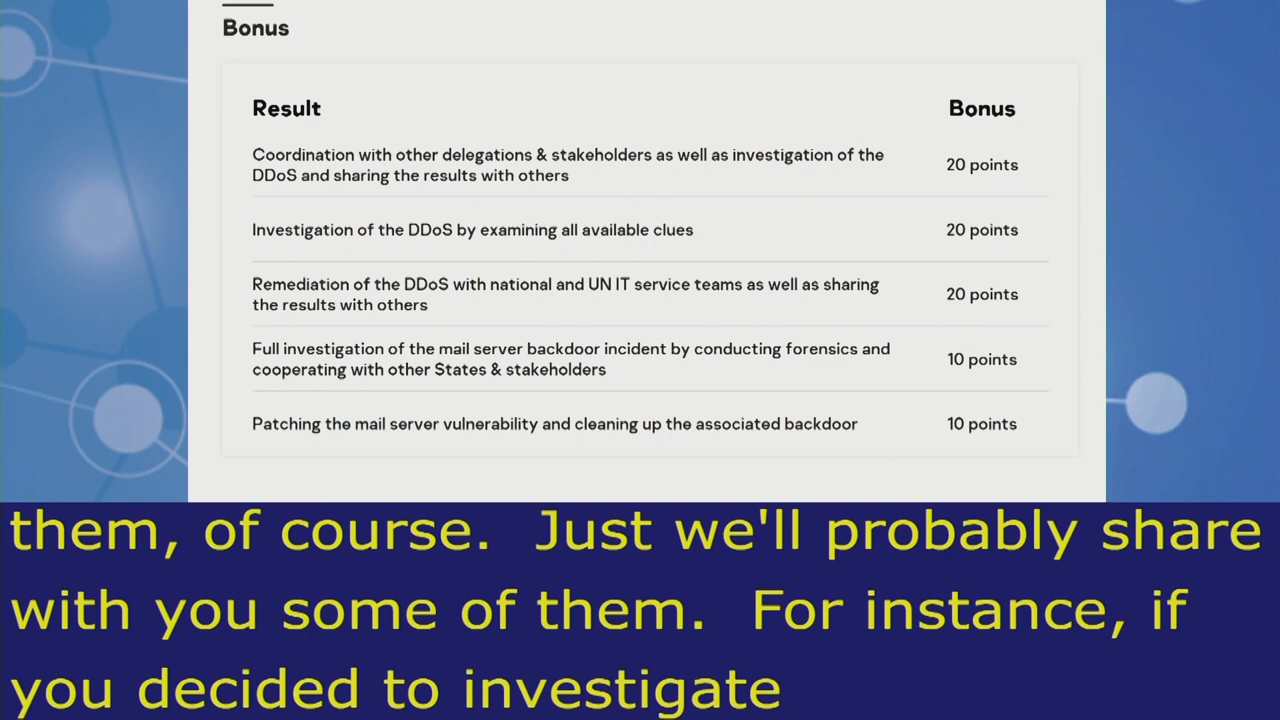 Bonus
Result Bonus
Coordination with other delegations & stakeholders as well as investigation of the
DDoS and sharing the results with others
20 points
Investigation of the DDoS by examining all available clues 20 points
Remediation of the DDoS with national and UN IT service teams as well as sharing
the results with others
20 points
Full investigation of the mail server backdoor incident by conducting forensics and
cooperating with other States & stakeholders
10 points
Patching the mail server vulnerability and cleaning up the associated backdoor 10 points
them, of course.  Just we'll probably share
with you some of them.  For instance, if
you decided to investigate